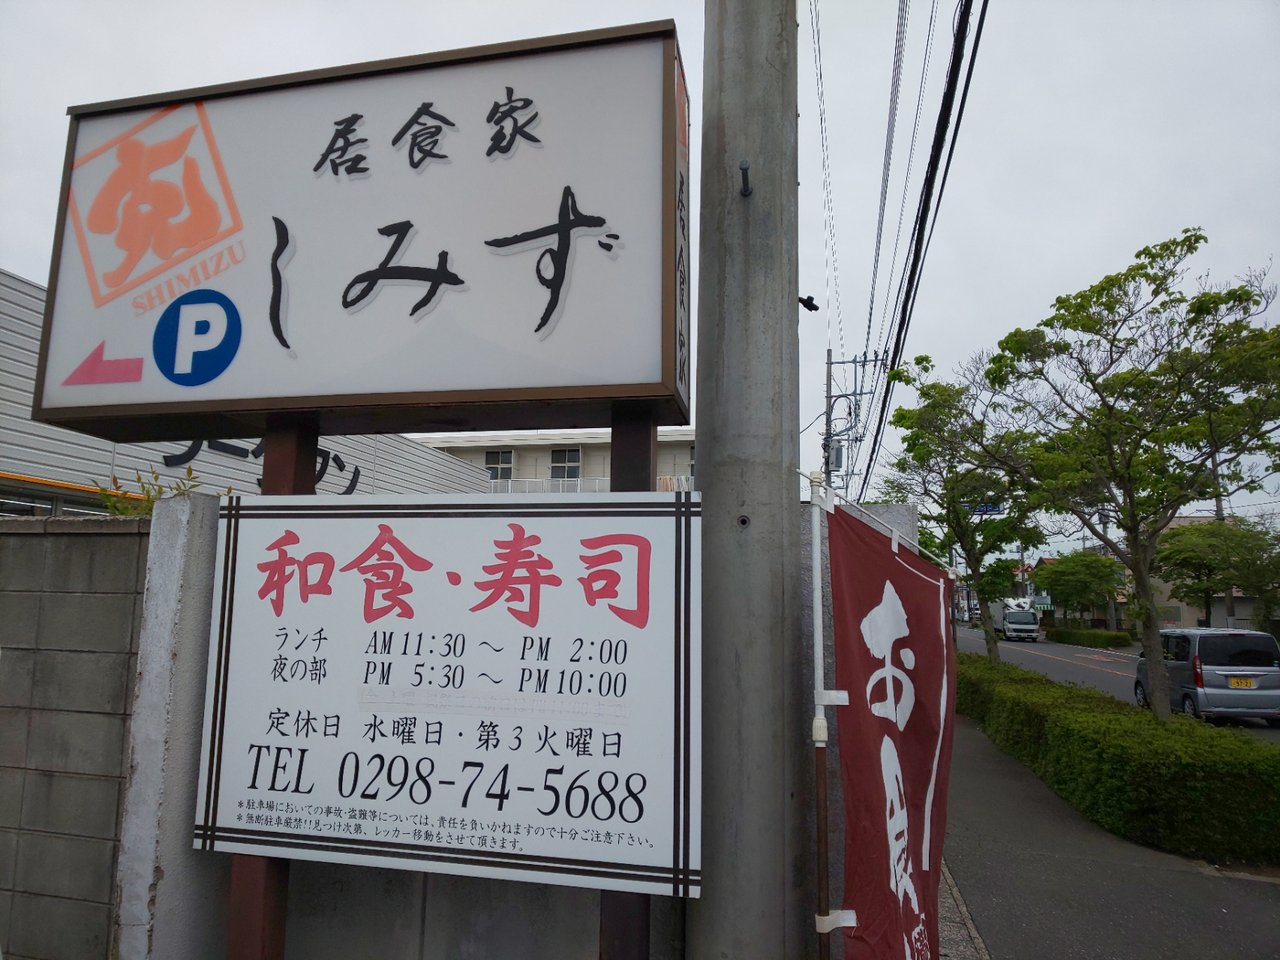 居食家
しみず
SHIMIZU
P
和食・寿司
ランチ AM 11:30 〜 PM 2:00
夜の部 PM 5:30 〜 PM 10:00
定休日 水曜日・第3火曜日
TEL 0298-74-5688
*駐車場においての事故・盗難等については、責任を負いかねますので十分ご注意下さい。
*無断駐車厳禁!!見つけ次第、レッカー移動をさせて頂きます。
お食